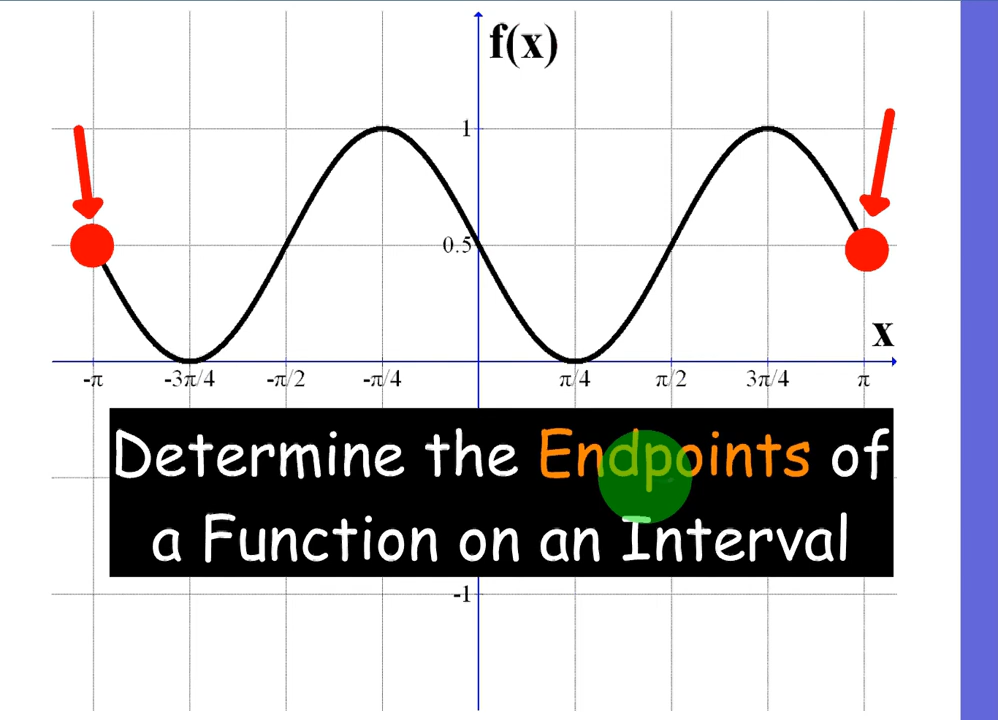 f(x)
1
0.5
x
-π
-3π/4
-π/2
-π/4
π/4
π/2
3π/4
π
Determine the Endpoints of
a Function on an Interval
-1